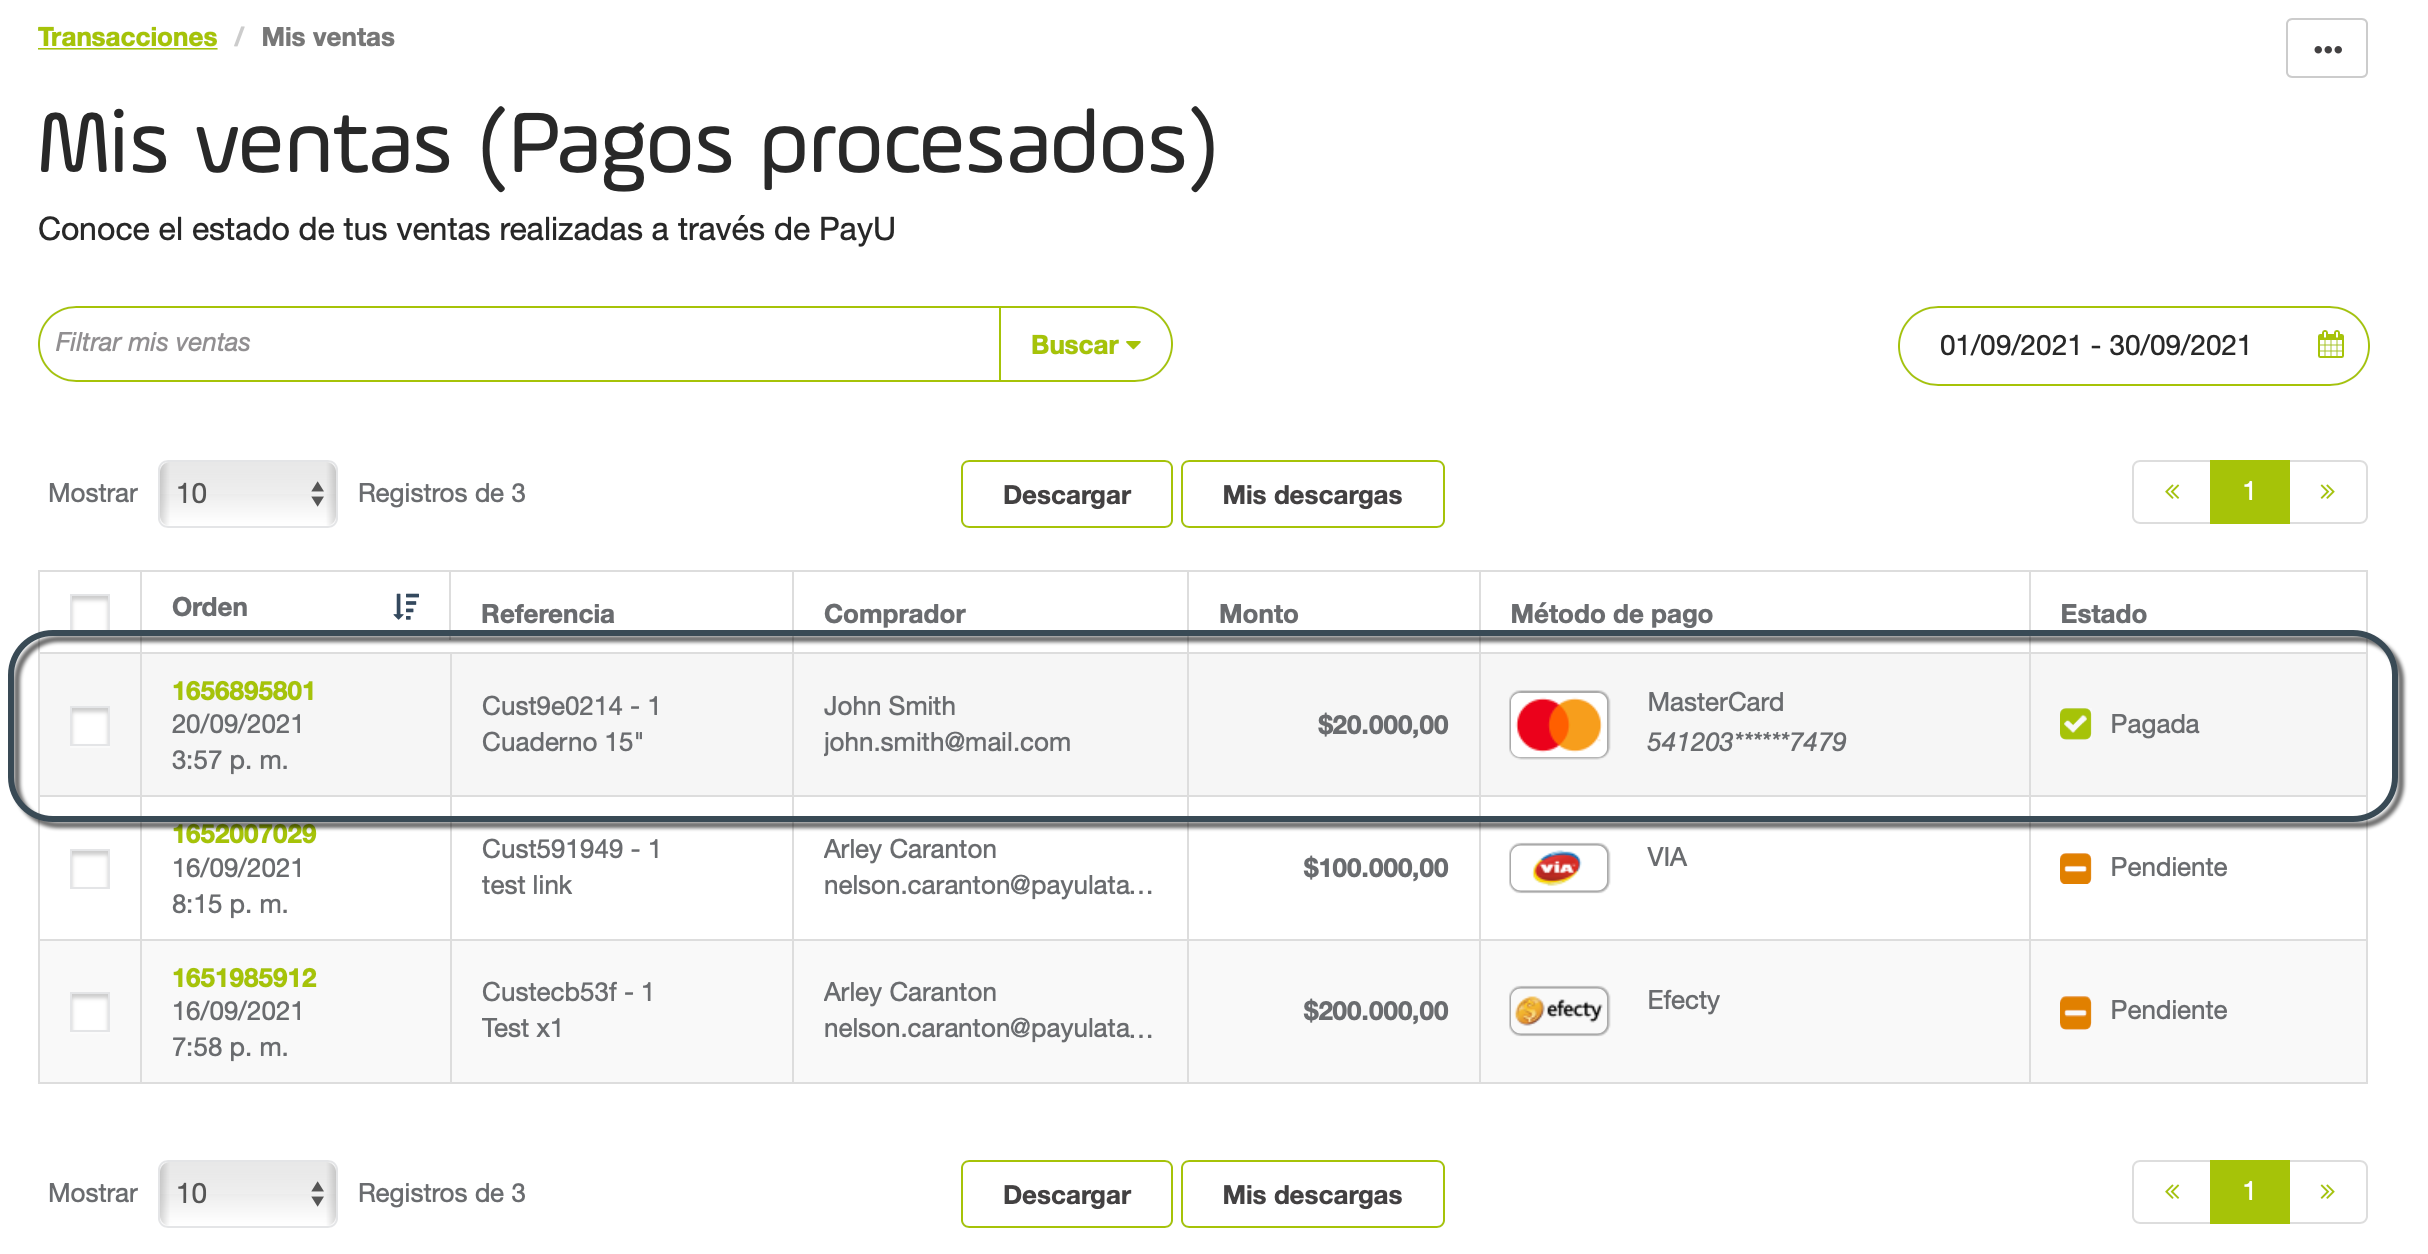 Transacciones / Mis ventas
...
Mis ventas (Pagos procesados)
Conoce el estado de tus ventas realizadas a través de PayU
Filtrar mis ventas Buscar
01/09/2021 - 30/09/2021
Mostrar 10 Registros de 3
Descargar Mis descargas
« 1 »
Orden Referencia Comprador Monto Método de pago Estado
1656895801
20/09/2021
3:57 p. m.
Cust9e0214 - 1
Cuaderno 15"
John Smith
john.smith@mail.com
$20.000,00
MasterCard
541203******7479
Pagada
1652007029
16/09/2021
8:15 p. m.
Cust591949 - 1
test link
Arley Caranton
nelson.caranton@payulata...
$100.000,00
VIA
VIA
Pendiente
1651985912
16/09/2021
7:58 p. m.
Custecb53f - 1
Test x1
Arley Caranton
nelson.caranton@payulata...
$200.000,00
efecty
Efecty
Pendiente
Mostrar 10 Registros de 3
Descargar Mis descargas
« 1 »